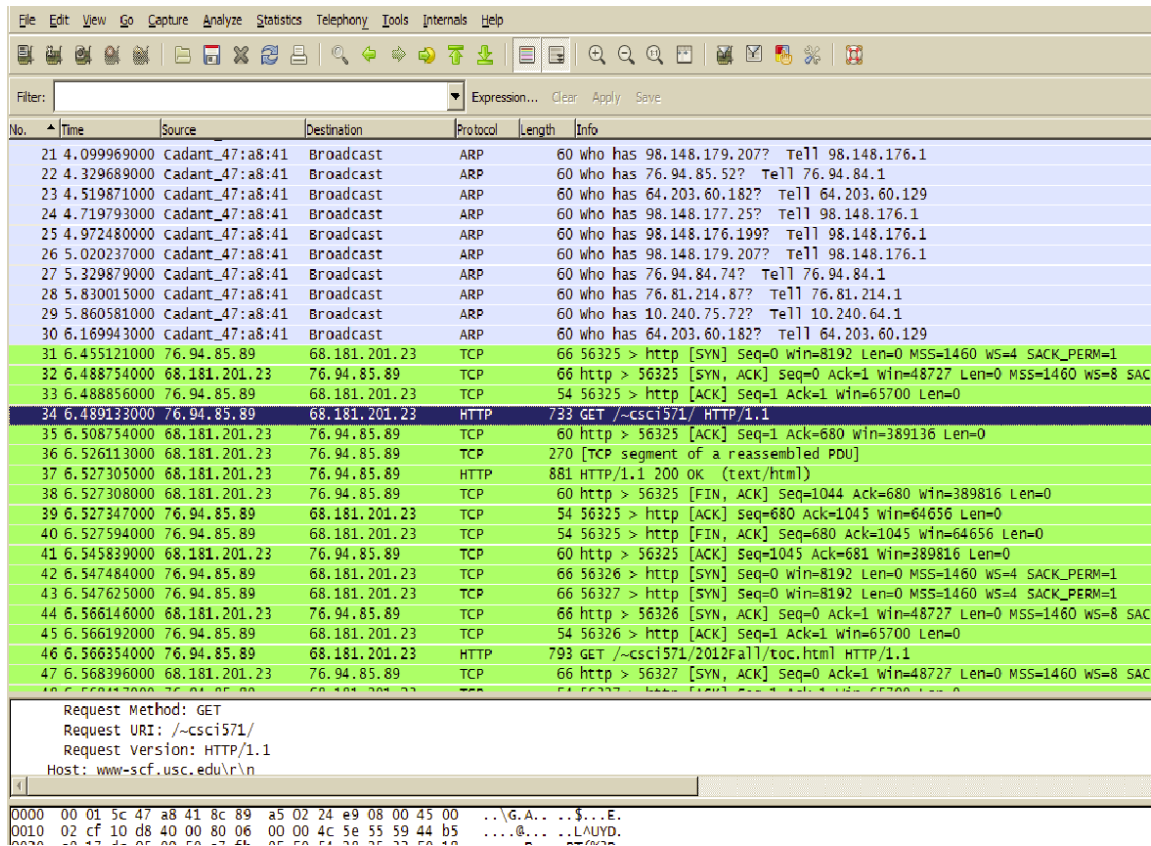 File Edit View Go Capture Analyze Statistics Telephony Tools Internals Help
Filter: Expression... Clear Apply Save
No. Time Source Destination Protocol Length Info
21 4.099969000 Cadant_47:a8:41 Broadcast ARP 60 Who has 98.148.179.207? Tell 98.148.176.1
22 4.329689000 Cadant_47:a8:41 Broadcast ARP 60 Who has 76.94.85.52? Tell 76.94.84.1
23 4.519871000 Cadant_47:a8:41 Broadcast ARP 60 Who has 64.203.60.182? Tell 64.203.60.129
24 4.719793000 Cadant_47:a8:41 Broadcast ARP 60 Who has 98.148.177.25? Tell 98.148.176.1
25 4.972480000 Cadant_47:a8:41 Broadcast ARP 60 Who has 98.148.176.199? Tell 98.148.176.1
26 5.020237000 Cadant_47:a8:41 Broadcast ARP 60 Who has 98.148.179.207? Tell 98.148.176.1
27 5.329879000 Cadant_47:a8:41 Broadcast ARP 60 Who has 76.94.84.74? Tell 76.94.84.1
28 5.830015000 Cadant_47:a8:41 Broadcast ARP 60 Who has 76.81.214.87? Tell 76.81.214.1
29 5.860581000 Cadant_47:a8:41 Broadcast ARP 60 Who has 10.240.75.72? Tell 10.240.64.1
30 6.169943000 Cadant_47:a8:41 Broadcast ARP 60 Who has 64.203.60.182? Tell 64.203.60.129
31 6.455121000 76.94.85.89 68.181.201.23 TCP 66 56325 > http [SYN] Seq=0 Win=8192 Len=0 MSS=1460 WS=4 SACK_PERM=1
32 6.488754000 68.181.201.23 76.94.85.89 TCP 66 http > 56325 [SYN, ACK] Seq=0 Ack=1 Win=48727 Len=0 MSS=1460 WS=8 SAC
33 6.488856000 76.94.85.89 68.181.201.23 TCP 54 56325 > http [ACK] Seq=1 Ack=1 Win=65700 Len=0
34 6.489133000 76.94.85.89 68.181.201.23 HTTP 733 GET /~csci571/ HTTP/1.1
35 6.508754000 68.181.201.23 76.94.85.89 TCP 60 http > 56325 [ACK] Seq=1 Ack=680 Win=389136 Len=0
36 6.526113000 68.181.201.23 76.94.85.89 TCP 270 [TCP segment of a reassembled PDU]
37 6.527305000 68.181.201.23 76.94.85.89 HTTP 881 HTTP/1.1 200 OK (text/html)
38 6.527308000 68.181.201.23 76.94.85.89 TCP 60 http > 56325 [FIN, ACK] Seq=1044 Ack=680 Win=389816 Len=0
39 6.527347000 76.94.85.89 68.181.201.23 TCP 54 56325 > http [ACK] Seq=680 Ack=1045 Win=64656 Len=0
40 6.527594000 76.94.85.89 68.181.201.23 TCP 54 56325 > http [FIN, ACK] Seq=680 Ack=1045 Win=64656 Len=0
41 6.545839000 68.181.201.23 76.94.85.89 TCP 60 http > 56325 [ACK] Seq=1045 Ack=681 Win=389816 Len=0
42 6.547484000 76.94.85.89 68.181.201.23 TCP 66 56326 > http [SYN] Seq=0 Win=8192 Len=0 MSS=1460 WS=4 SACK_PERM=1
43 6.547625000 76.94.85.89 68.181.201.23 TCP 66 56327 > http [SYN] Seq=0 Win=8192 Len=0 MSS=1460 WS=4 SACK_PERM=1
44 6.566146000 68.181.201.23 76.94.85.89 TCP 66 http > 56326 [SYN, ACK] Seq=0 Ack=1 Win=48727 Len=0 MSS=1460 WS=8 SAC
45 6.566192000 76.94.85.89 68.181.201.23 TCP 54 56326 > http [ACK] Seq=1 Ack=1 Win=65700 Len=0
46 6.566354000 76.94.85.89 68.181.201.23 HTTP 793 GET /~csci571/2012Fall/toc.html HTTP/1.1
47 6.568396000 68.181.201.23 76.94.85.89 TCP 66 http > 56327 [SYN, ACK] Seq=0 Ack=1 Win=48727 Len=0 MSS=1460 WS=8 SAC
Request Method: GET
Request URI: /~csci571/
Request Version: HTTP/1.1
Host: www-scf.usc.edu\r\n
0000 00 01 5c 47 a8 41 8c 89 a5 02 24 e9 08 00 45 00 ..\G.A.. ..$...E.
0010 02 cf 10 d8 40 00 80 06 00 00 4c 5e 55 59 44 b5 ....@... ..L^UYD.